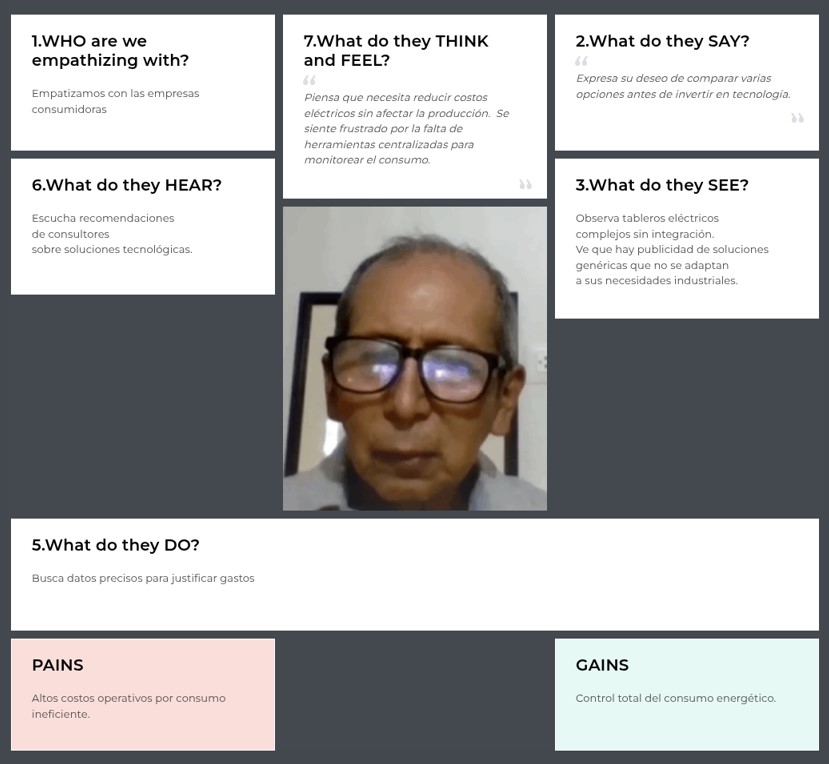 1.WHO are we
empathizing with?
Empatizamos con las empresas
consumidoras
7.What do they THINK
and FEEL?
“
Piensa que necesita reducir costos
eléctricos sin afectar la producción.  Se
siente frustrado por la falta de
herramientas centralizadas para
monitorear el consumo.
”
2.What do they SAY?
“
Expresa su deseo de comparar varias
opciones antes de invertir en tecnología.
”
6.What do they HEAR?
Escucha recomendaciones
de consultores
sobre soluciones tecnológicas.
3.What do they SEE?
Observa tableros eléctricos
complejos sin integración.
Ve que hay publicidad de soluciones
genéricas que no se adaptan
a sus necesidades industriales.
5.What do they DO?
Busca datos precisos para justificar gastos
PAINS
Altos costos operativos por consumo
ineficiente.
GAINS
Control total del consumo energético.